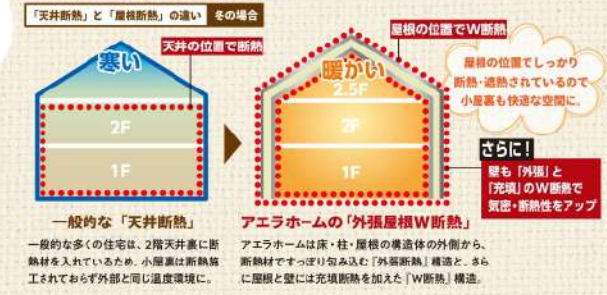 「天井断熱」と「屋根断熱」の違い 冬の場合
天井の位置で断熱
寒い
2F
1F
一般的な「天井断熱」
一般的な多くの住宅は、2階天井裏に断
熱材を入れているため、小屋裏は断熱施
工されておらず外部と同じ温度環境に。
屋根の位置でW断熱
暖かい
2.5F
2F
1F
屋根の位置でしっかり
断熱・遮熱されているので
小屋裏も快適な空間に。
さらに!
壁も「外張」と
「充填」のW断熱で
気密・断熱性をアップ
アエラホームの「外張屋根W断熱」
アエラホームは床・柱・屋根の構造体の外側から、
断熱材ですっぽり包み込む「外張断熱」構造と、さら
に屋根と壁には充填断熱を加えた「W断熱」構造。